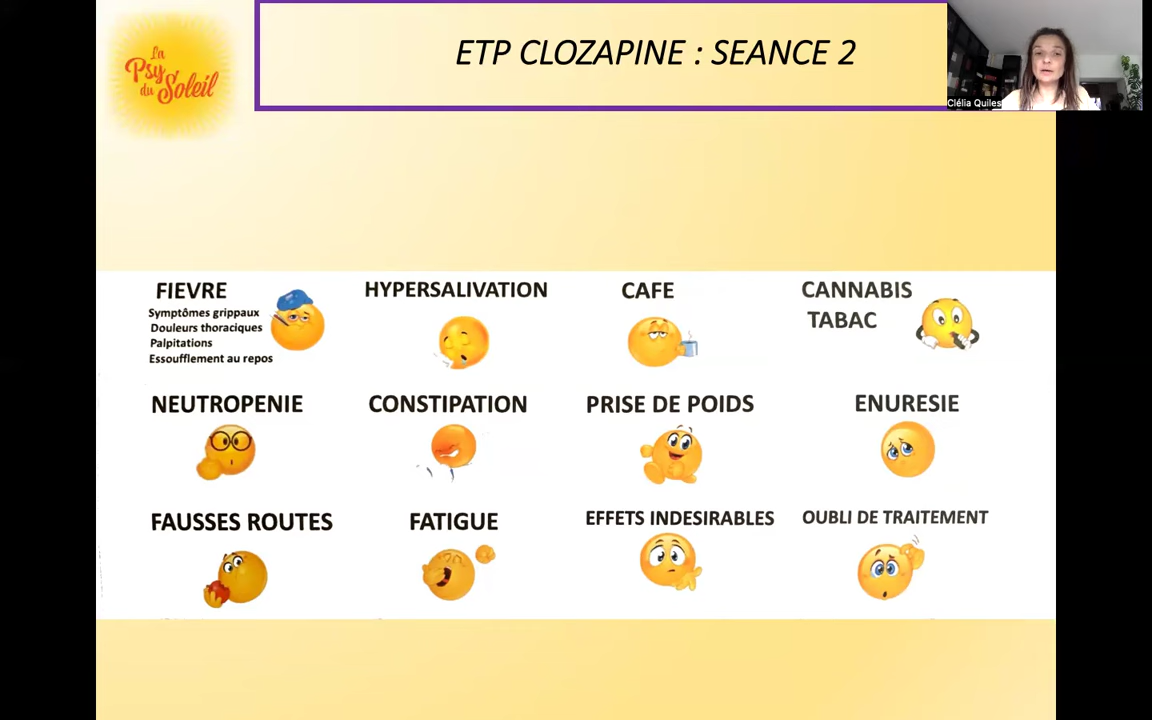 La
Psy
du Soleil
ETP CLOZAPINE : SEANCE 2
Clélia Quiles
FIEVRE
Symptômes grippaux
Douleurs thoraciques
Palpitations
Essoufflement au repos
HYPERSALIVATION
CAFE
CANNABIS
TABAC
NEUTROPENIE
CONSTIPATION
PRISE DE POIDS
ENURESIE
FAUSSES ROUTES
FATIGUE
EFFETS INDESIRABLES
OUBLI DE TRAITEMENT